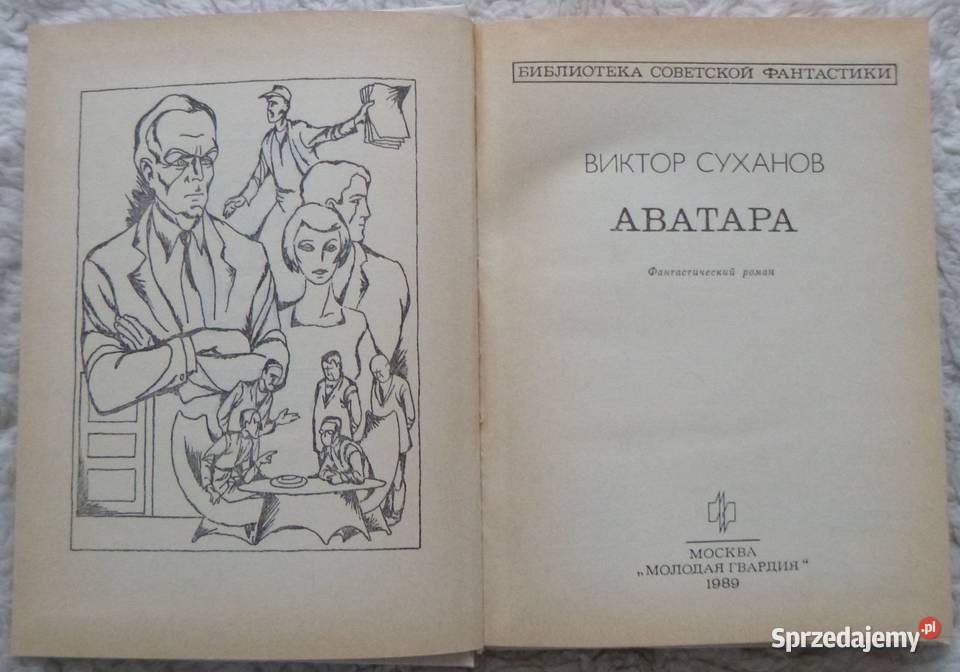 БИБЛИОТЕКА СОВЕТСКОЙ ФАНТАСТИКИ
ВИКТОР СУХАНОВ
АВАТАРА
Фантастический роман
МОСКВА
„МОЛОДАЯ ГВАРДИЯ“
1989
Sprzedajemy.pl